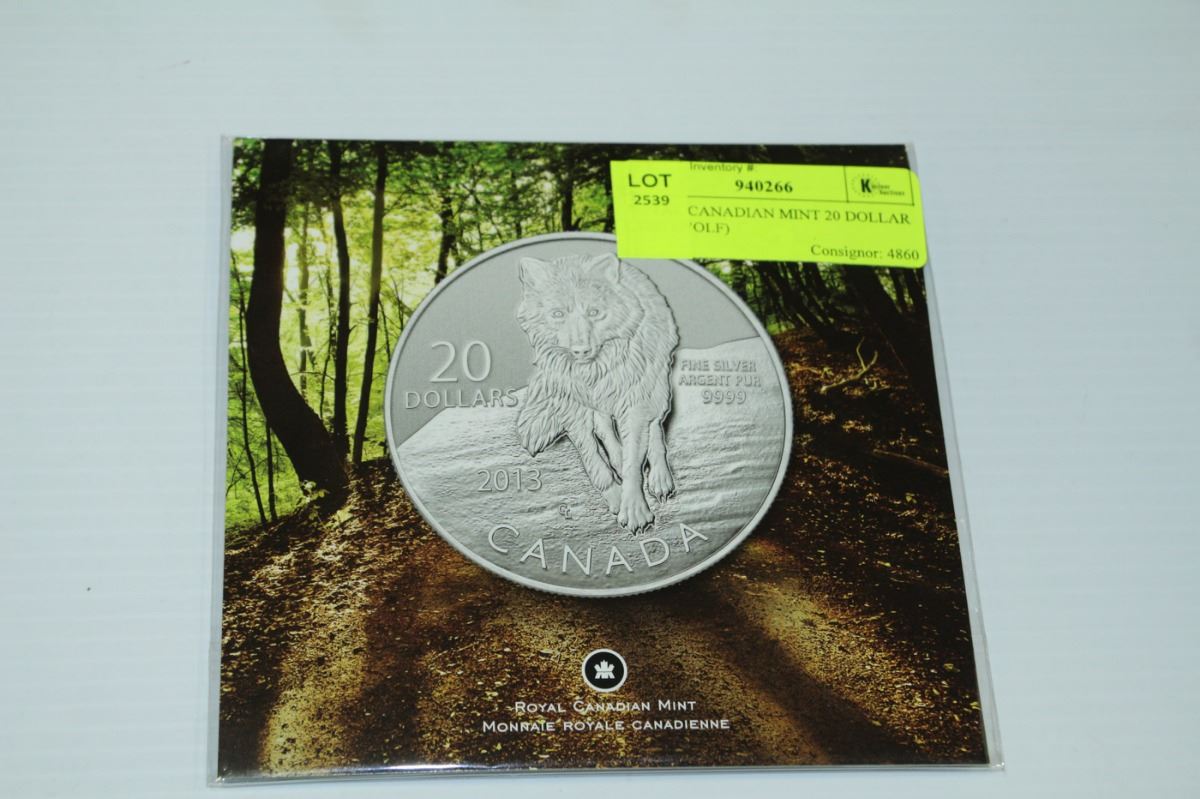 Inventory #:
LOT 940266
2539
CANADIAN MINT 20 DOLLAR
'OLF)
Consignor: 4860
20
DOLLARS
FINE SILVER
ARGENT PUR
9999
2013
CANADA
ROYAL CANADIAN MINT
MONNAIE ROYALE CANADIENNE